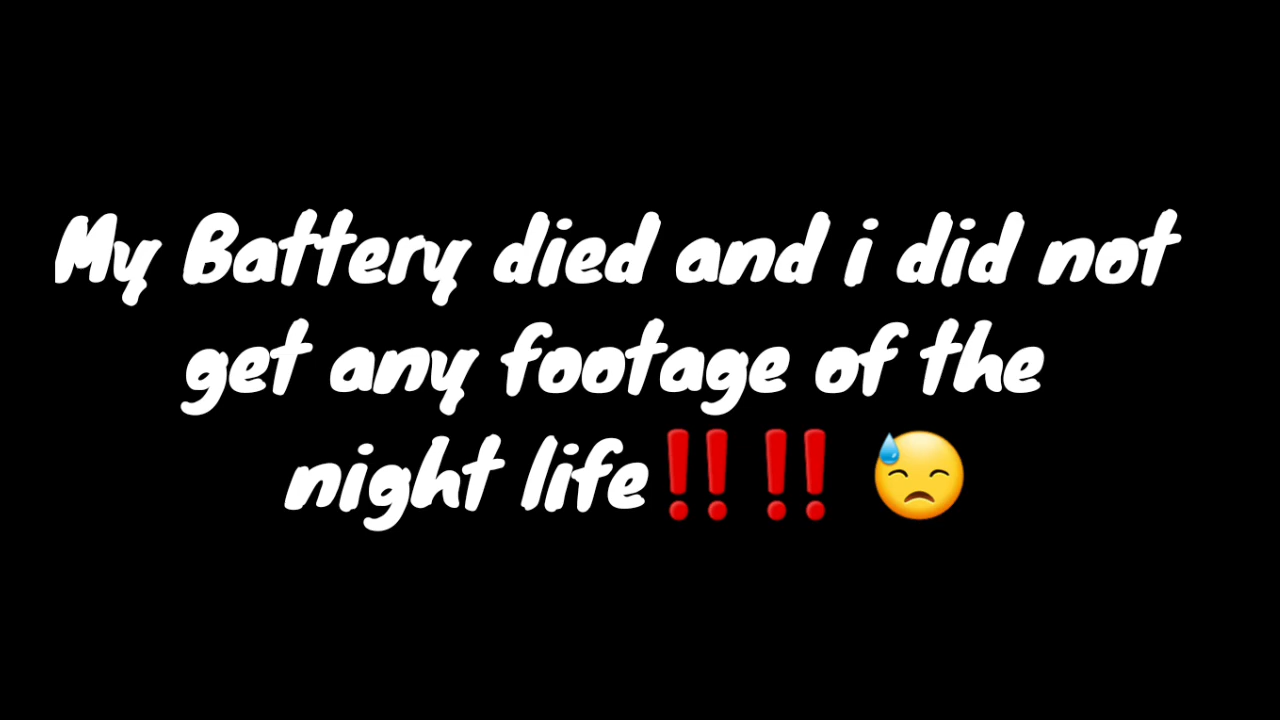 My Battery died and i did not
get any footage of the
night life‼️‼️ 😓